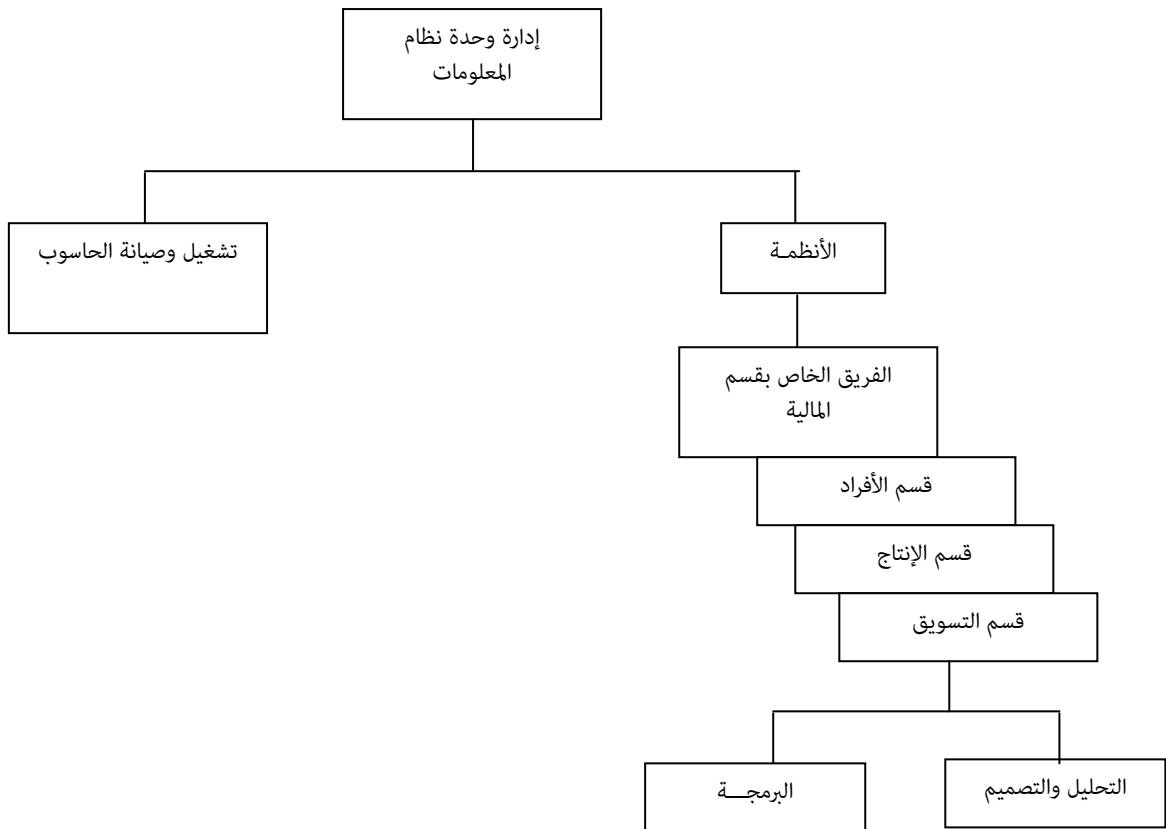 إدارة وحدة نظام
المعلومات
الأنظمـة
تشغيل وصيانة الحاسوب
الفريق الخاص بقسم
المالية
قسم الأفراد
قسم الإنتاج
قسم التسويق
التحليل والتصميم
البرمجــــة